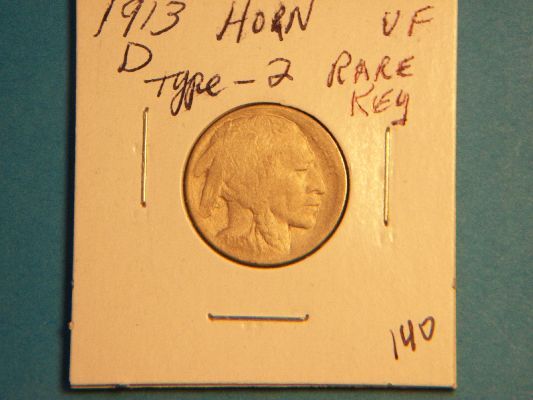 1913 HORN VF
D Type-2 RARE
KEY
140